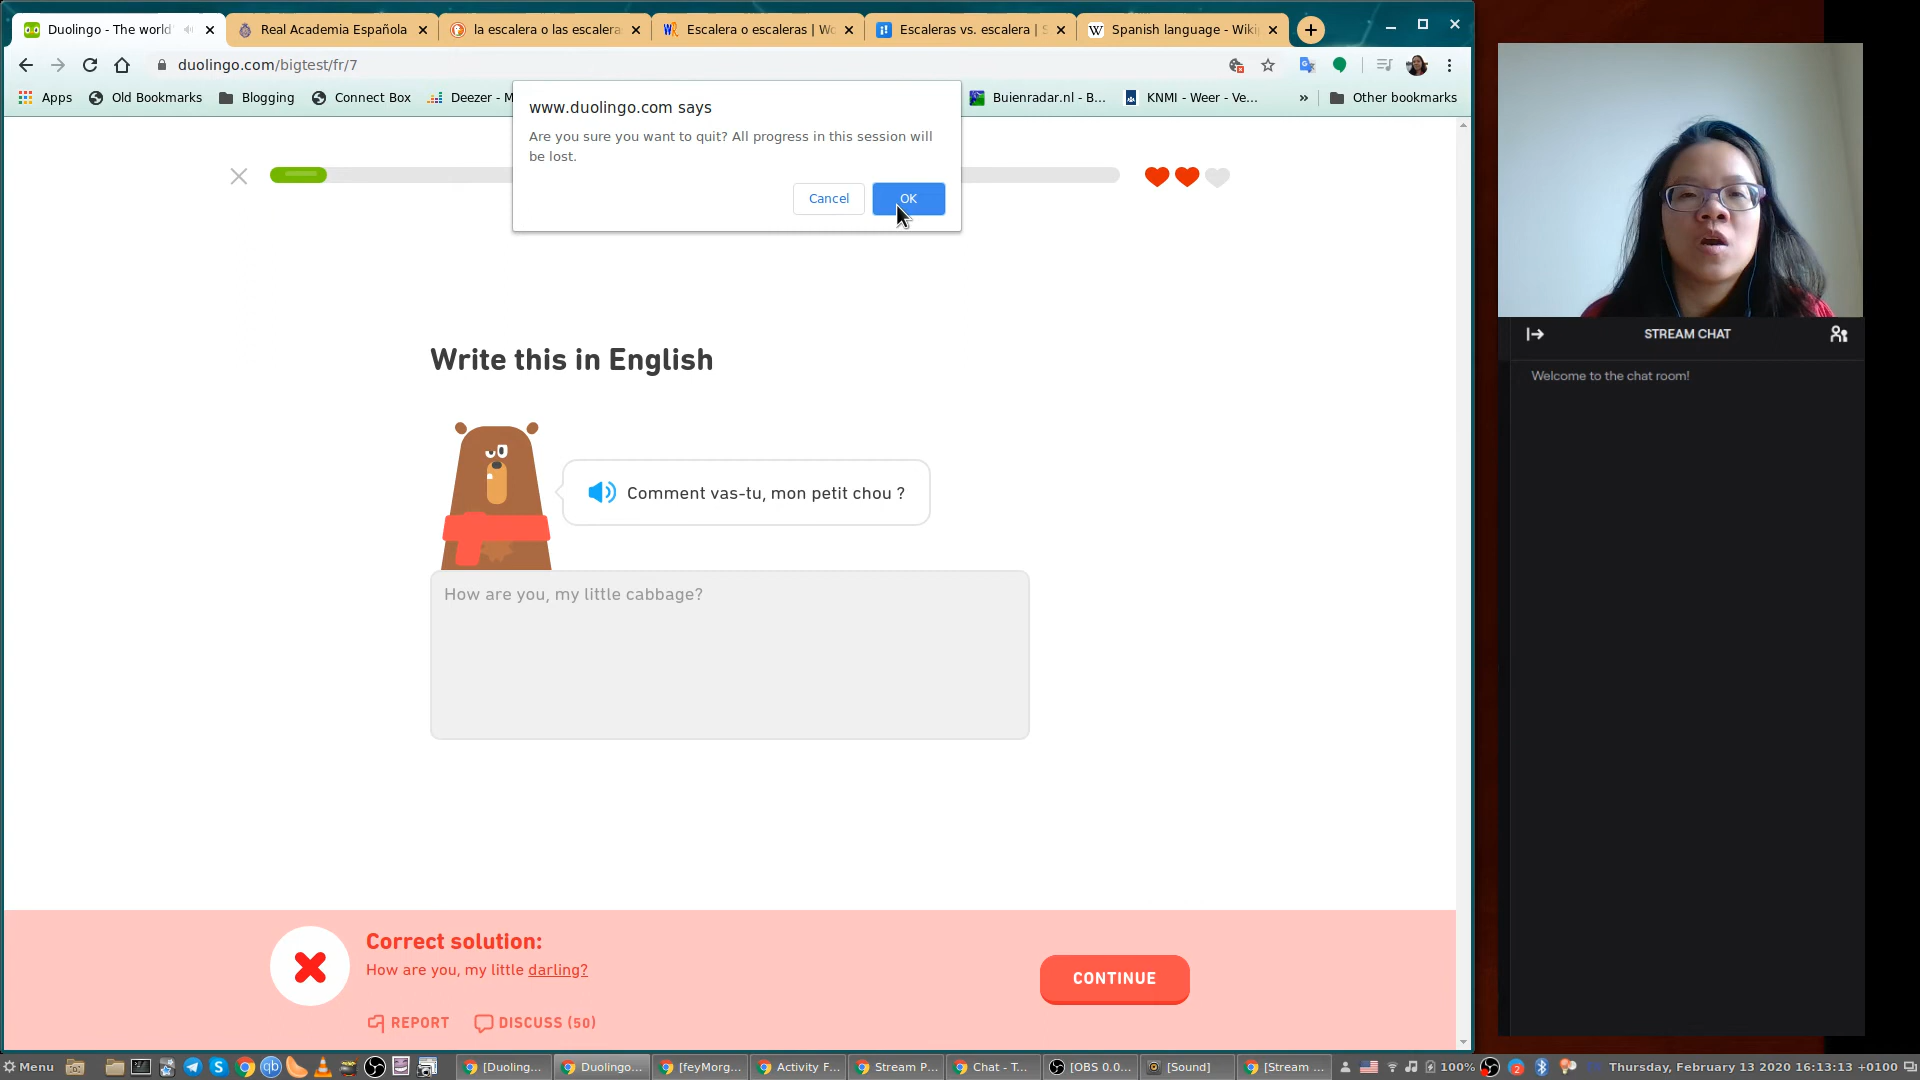 Duolingo - The world'
Real Academia Española
la escalera o las escalera
Escalera o escaleras | Wo
Escaleras vs. escalera | S
Spanish language - Wiki
duolingo.com/bigtest/fr/7
Apps
Old Bookmarks
Blogging
Connect Box
Deezer - M
Buienradar.nl - B...
KNMI - Weer - Ve...
»
Other bookmarks
www.duolingo.com says
Are you sure you want to quit? All progress in this session will
be lost.
Cancel
OK
Write this in English
Comment vas-tu, mon petit chou ?
How are you, my little cabbage?
Correct solution:
How are you, my little darling?
REPORT
DISCUSS (50)
CONTINUE
STREAM CHAT
Welcome to the chat room!
Menu
[Duoling...
Duolingo...
[feyMorg...
Activity F...
Stream P...
Chat - T...
[OBS 0.0...
[Sound]
[Stream ...
100%
2
Thursday, February 13 2020 16:13:13 +0100